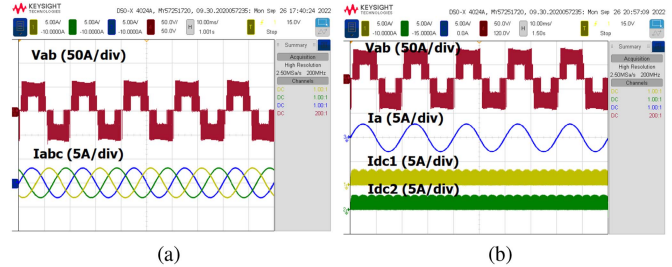 KEYSIGHT TECHNOLOGIES
DSO-X 4024A, MY57251720, 09.30.2020057235: Mon Sep 26 17:40:24 2022
5.00A/ 5.00A/ 5.00A/ 50.0V/ 10.00ms/ 15.0V
-10.0000A -10.0000A -10.0000A 50.0V 1.001s Stop
Vab (50A/div)
Iabc (5A/div)
Summary
Acquisition
High Resolution
2.50MSa/s 200MHz
Channels
DC 1.00:1
DC 1.00:1
DC 1.00:1
DC 200:1
(a)
KEYSIGHT TECHNOLOGIES
DSO-X 4024A, MY57251720, 09.30.2020057235: Mon Sep 26 20:57:09 2022
5.00A/ 5.00A/ 5.00A/ 50.0V/ 10.00ms/ 15.0V
-10.0000A -15.0000A 0.0A 120.0V 1.50s Stop
Vab (50A/div)
Ia (5A/div)
Idc1 (5A/div)
Idc2 (5A/div)
Summary
Acquisition
High Resolution
2.50MSa/s 200MHz
Channels
DC 1.00:1
DC 1.00:1
DC 1.00:1
DC 200:1
(b)